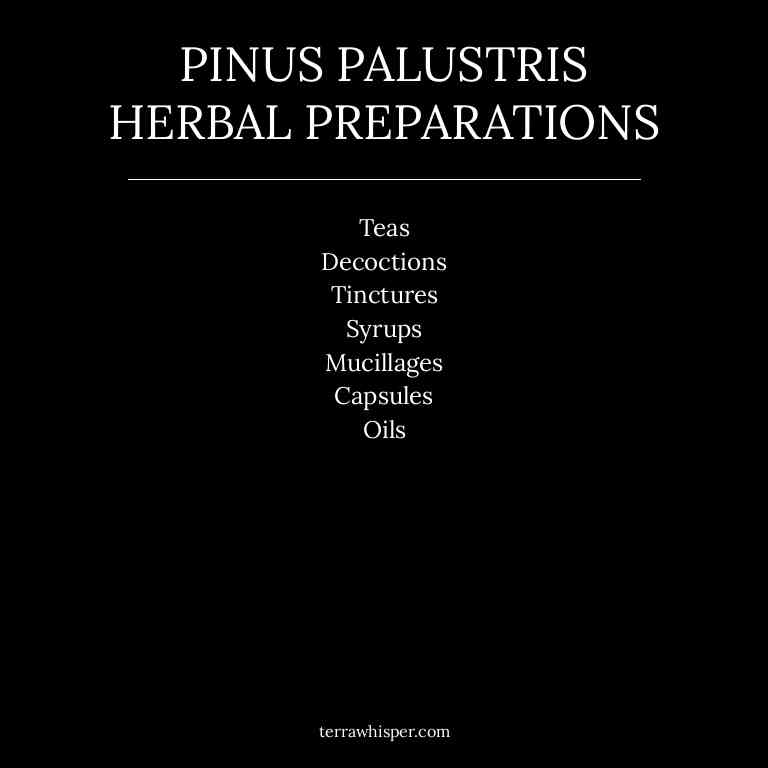 PINUS PALUSTRIS
HERBAL PREPARATIONS
Teas
Decoctions
Tinctures
Syrups
Mucillages
Capsules
Oils
terrawhisper.com